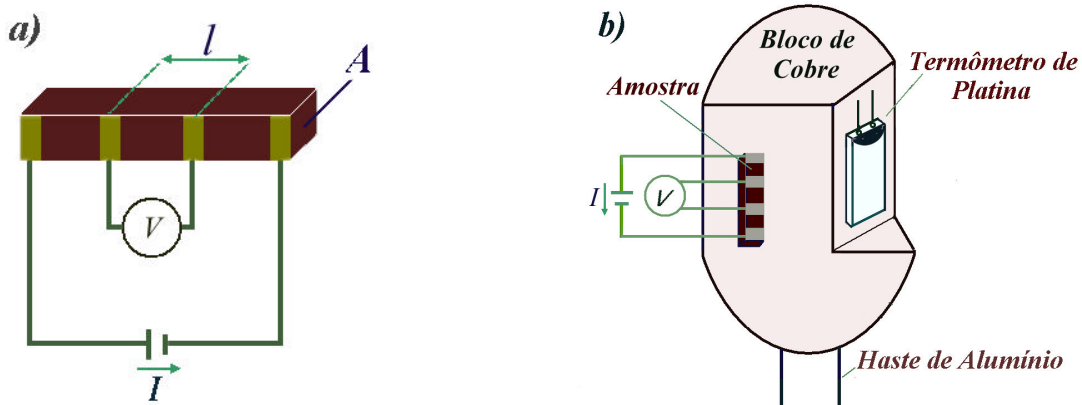 a)
l
A
V
I
b)
Bloco de
Cobre
Termômetro de
Platina
Amostra
I
V
Haste de Alumínio